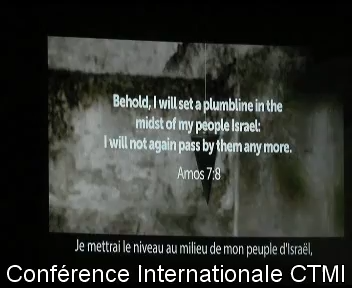 Behold, I will set a plumbline in the
midst of my people Israel:
I will not again pass by them any more.
Amos 7:8
Je mettrai le niveau au milieu de mon peuple d'Israël,
Conférence Internationale CTMI